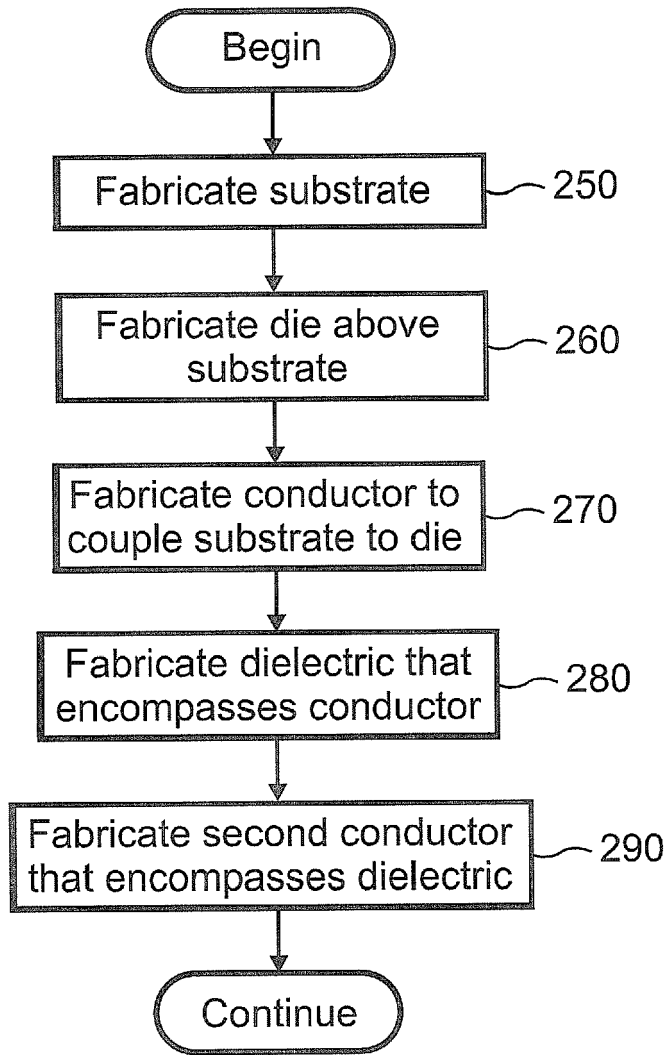 Begin
Fabricate substrate
250
Fabricate die above
substrate
260
Fabricate conductor to
couple substrate to die
270
Fabricate dielectric that
encompasses conductor
280
Fabricate second conductor
that encompasses dielectric
290
Continue